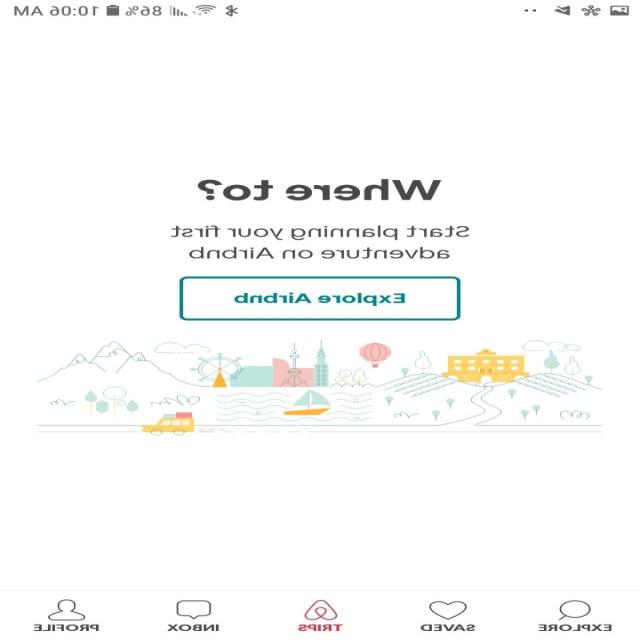 86% 10:06 AM
Where to?
Start planning your first
adventure on Airbnb
Explore Airbnb
EXPLORE SAVED TRIPS INBOX PROFILE